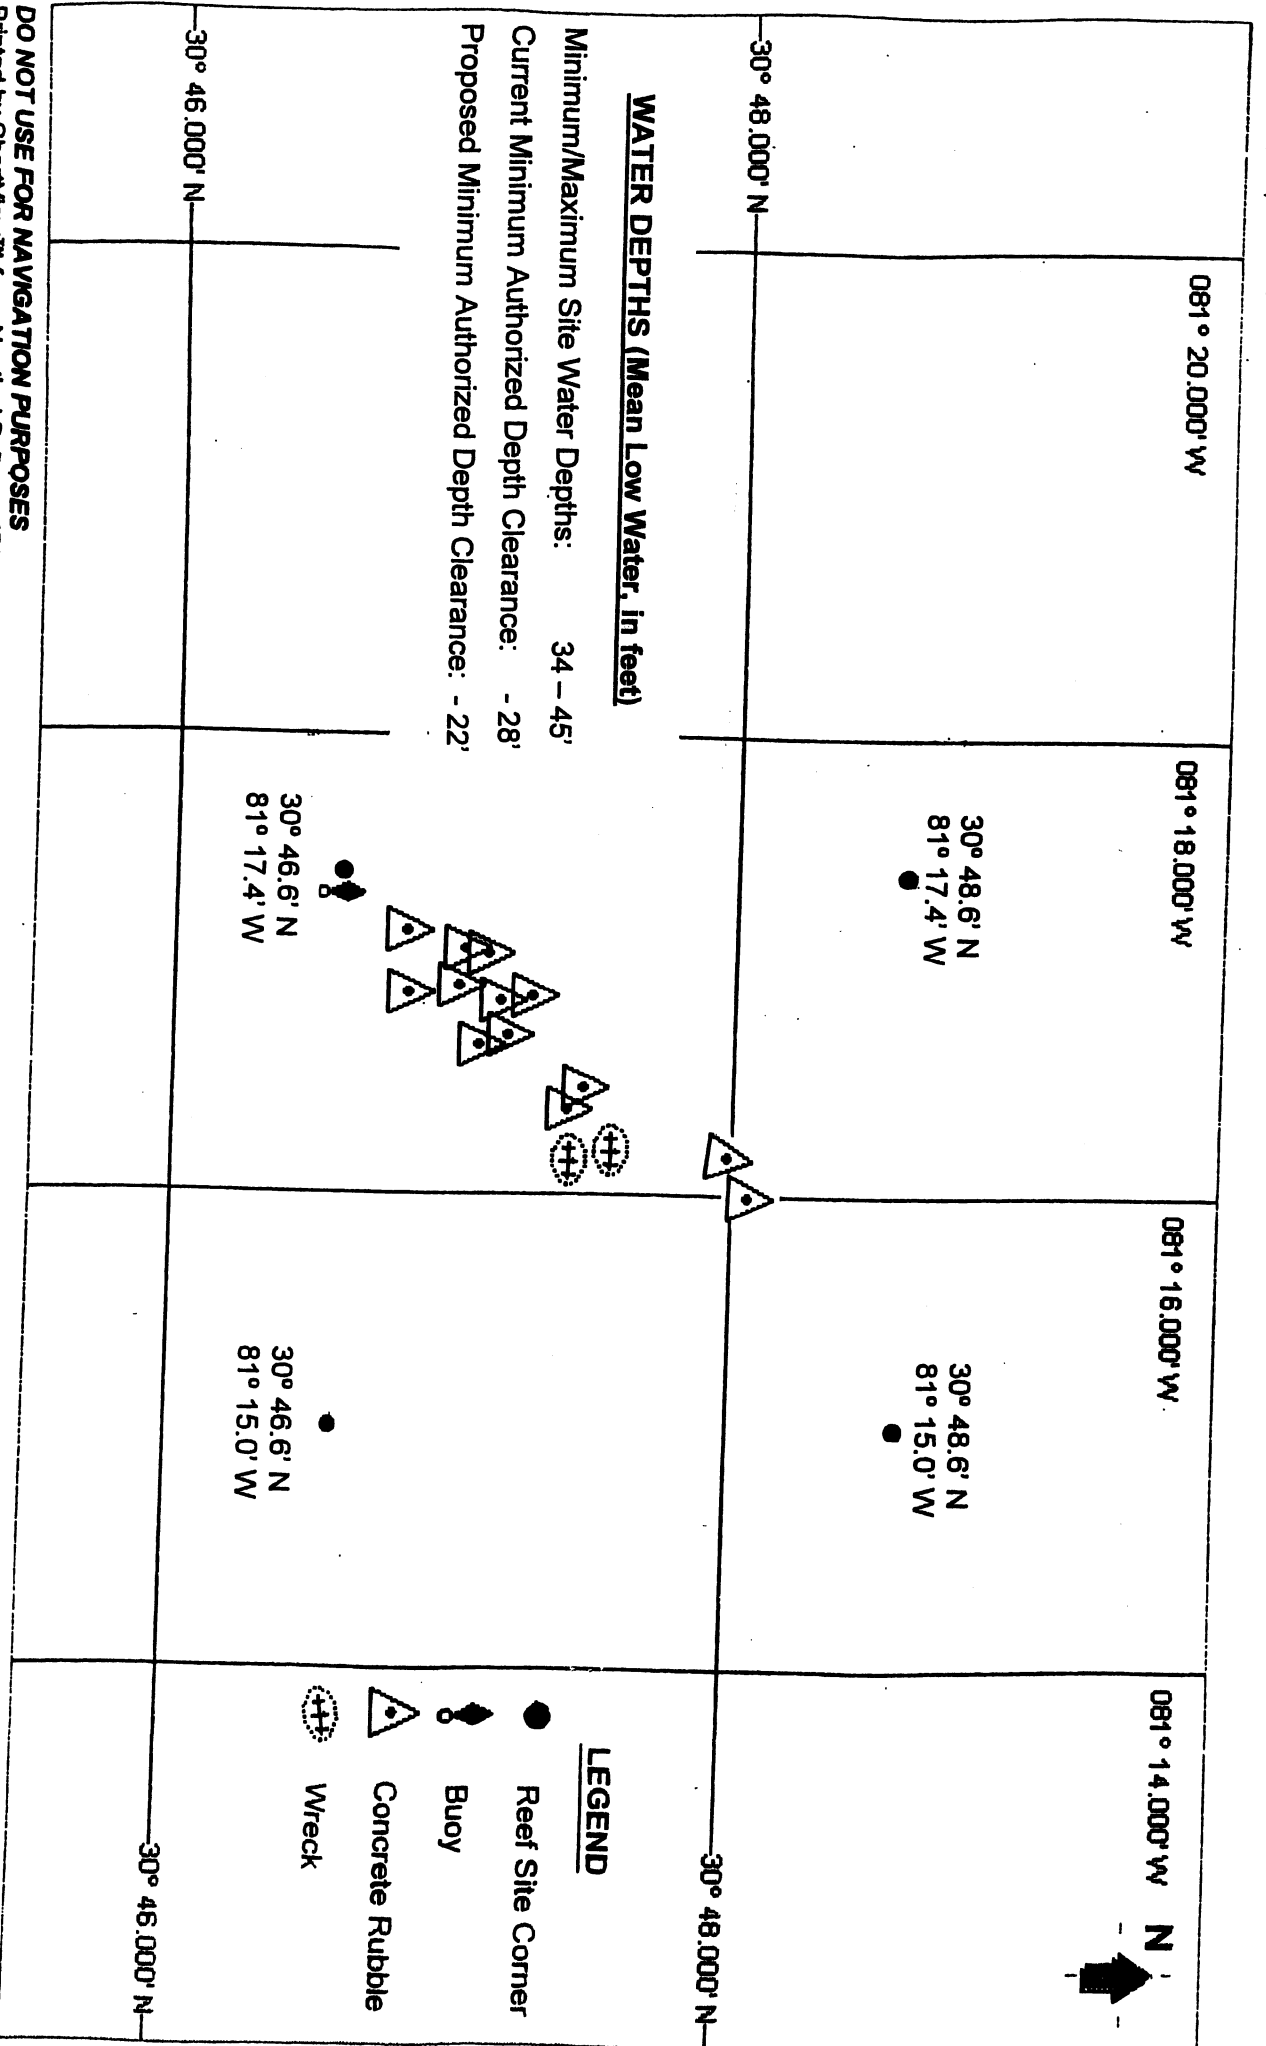 081° 20.000' W
081° 18.000' W
081° 16.000' W
081° 14.000' W
N
30° 48.6' N
81° 17.4' W
30° 48.6' N
81° 15.0' W
30° 48.000' N
30° 48.000' N
WATER DEPTHS (Mean Low Water, in feet)
Minimum/Maximum Site Water Depths: 34 – 45'
Current Minimum Authorized Depth Clearance: - 28'
Proposed Minimum Authorized Depth Clearance: - 22'
LEGEND
Reef Site Corner
Buoy
Concrete Rubble
Wreck
30° 46.6' N
81° 17.4' W
30° 46.6' N
81° 15.0' W
30° 46.000' N
30° 46.000' N
DO NOT USE FOR NAVIGATION PURPOSES